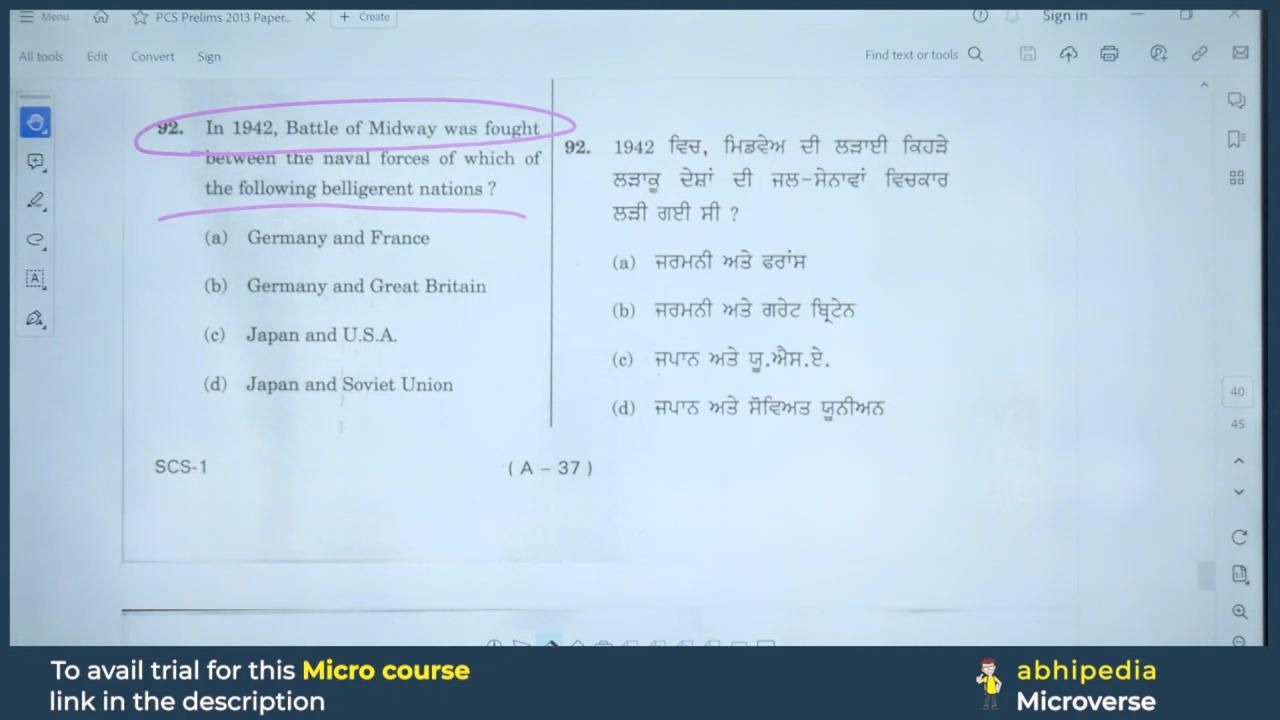 Menu
PCS Prelims 2013 Paper...
Create
Sign in
All tools
Edit
Convert
Sign
Find text or tools
92. In 1942, Battle of Midway was fought
between the naval forces of which of
the following belligerent nations ?
(a) Germany and France
(b) Germany and Great Britain
(c) Japan and U.S.A.
(d) Japan and Soviet Union
92. 1942 ਵਿਚ, ਮਿਡਵੇਅ ਦੀ ਲੜਾਈ ਕਿਹੜੇ
ਲੜਾਕੂ ਦੇਸ਼ਾਂ ਦੀ ਜਲ-ਸੇਨਾਵਾਂ ਵਿਚਕਾਰ
ਲੜੀ ਗਈ ਸੀ ?
(a) ਜਰਮਨੀ ਅਤੇ ਫਰਾਂਸ
(b) ਜਰਮਨੀ ਅਤੇ ਗਰੇਟ ਬ੍ਰਿਟੇਨ
(c) ਜਪਾਨ ਅਤੇ ਯੂ.ਐਸ.ਏ.
(d) ਜਪਾਨ ਅਤੇ ਸੋਵਿਅਤ ਯੂਨੀਅਨ
SCS-1
( A – 37 )
40
45
To avail trial for this Micro course
link in the description
abhipedia
Microverse